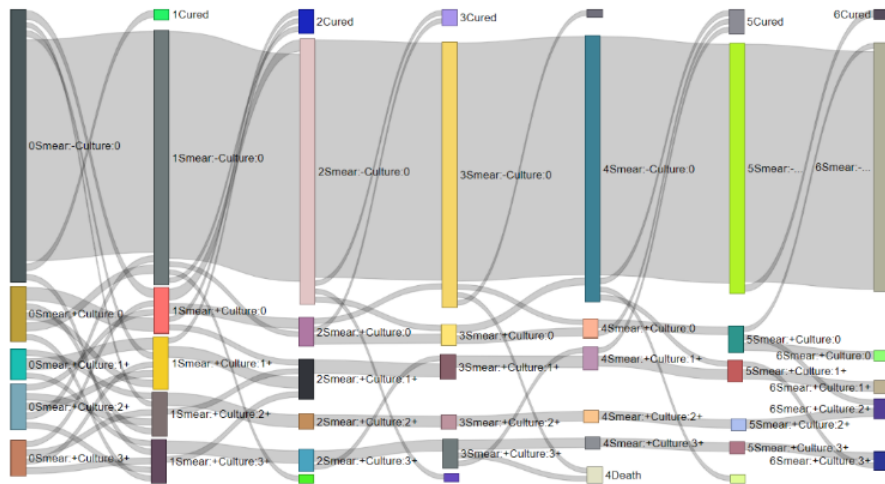 1Cured
2Cured
3Cured
5Cured
6Cured
0Smear:-Culture:0
1Smear:-Culture:0
2Smear:-Culture:0
3Smear:-Culture:0
4Smear:-Culture:0
5Smear:-...
6Smear:-...
0Smear:+Culture:0
1Smear:+Culture:0
2Smear:+Culture:0
3Smear:+Culture:0
4Smear:+Culture:0
5Smear:+Culture:0
6Smear:+Culture:0
0Smear:+Culture:1+
1Smear:+Culture:1+
2Smear:+Culture:1+
3Smear:+Culture:1+
4Smear:+Culture:1+
5Smear:+Culture:1+
6Smear:+Culture:1+
0Smear:+Culture:2+
1Smear:+Culture:2+
2Smear:+Culture:2+
3Smear:+Culture:2+
4Smear:+Culture:2+
5Smear:+Culture:2+
6Smear:+Culture:2+
0Smear:+Culture:3+
1Smear:+Culture:3+
2Smear:+Culture:3+
3Smear:+Culture:3+
4Smear:+Culture:3+
5Smear:+Culture:3+
6Smear:+Culture:3+
4Death